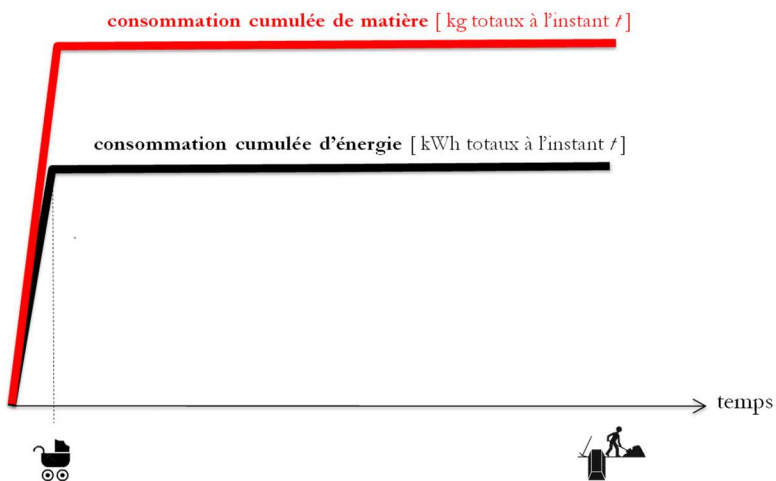 consommation cumulée de matière [ kg totaux à l'instant t ]
consommation cumulée d'énergie [ kWh totaux à l'instant t ]
temps